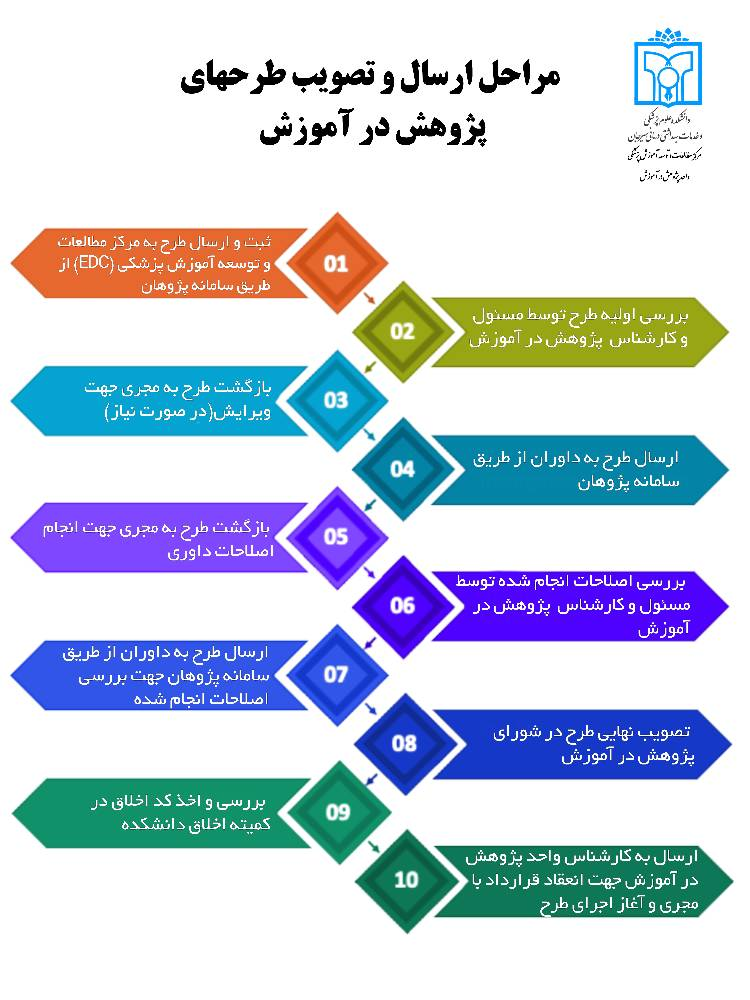 مراحل ارسال و تصویب طرحهای
پژوهش در آموزش
دانشکده علوم پزشکی
و خدمات بهداشتی درمانی سیرجان
مرکز مطالعات و توسعه آموزش پزشکی
واحد پژوهش در آموزش
01
ثبت و ارسال طرح به مرکز مطالعات
و توسعه آموزش پزشکی (EDC) از
طریق سامانه پژوهان
02
بررسی اولیه طرح توسط مسئول
و کارشناس پژوهش در آموزش
03
بازگشت طرح به مجری جهت
ویرایش(در صورت نیاز)
04
ارسال طرح به داوران از طریق
سامانه پژوهان
05
بازگشت طرح به مجری جهت انجام
اصلاحات داوری
06
بررسی اصلاحات انجام شده توسط
مسئول و کارشناس پژوهش در
آموزش
07
ارسال طرح به داوران از طریق
سامانه پژوهان جهت بررسی
اصلاحات انجام شده
08
تصویب نهایی طرح در شورای
پژوهش در آموزش
09
بررسی و اخذ کد اخلاق در
کمیته اخلاق دانشکده
10
ارسال به کارشناس واحد پژوهش
در آموزش جهت انعقاد قرارداد با
مجری و آغاز اجرای طرح